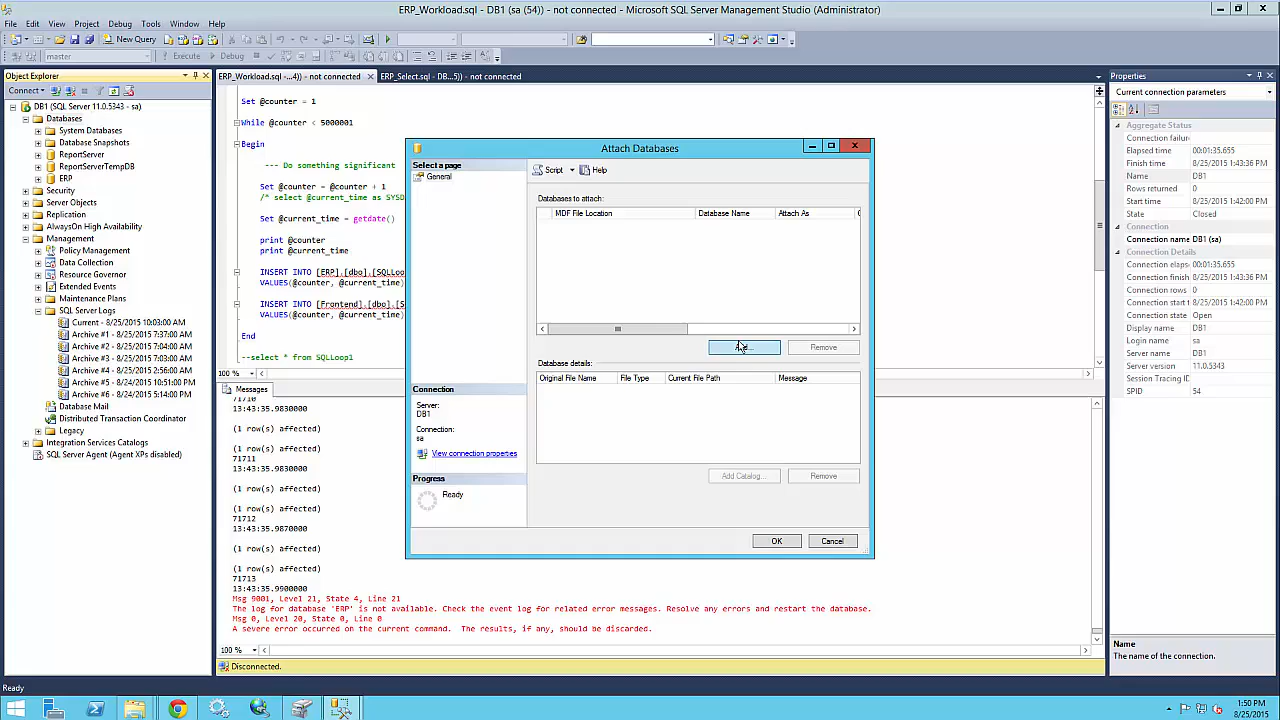 ERP_Workload.sql - DB1 (sa (54)) - not connected - Microsoft SQL Server Management Studio (Administrator)
File Edit View Project Debug Tools Window Help
New Query
master Execute Debug
Object Explorer
Connect
DB1 (SQL Server 11.0.5343 - sa)
Databases
System Databases
Database Snapshots
ReportServer
ReportServerTempDB
ERP
Security
Server Objects
Replication
AlwaysOn High Availability
Management
Policy Management
Data Collection
Resource Governor
Extended Events
Maintenance Plans
SQL Server Logs
Current - 8/25/2015 10:03:00 AM
Archive #1 - 8/25/2015 7:37:00 AM
Archive #2 - 8/25/2015 7:04:00 AM
Archive #3 - 8/25/2015 7:02:00 AM
Archive #4 - 8/25/2015 2:56:00 AM
Archive #5 - 8/24/2015 10:51:00 PM
Archive #6 - 8/24/2015 5:14:00 PM
Database Mail
Distributed Transaction Coordinator
Legacy
Integration Services Catalogs
SQL Server Agent (Agent XPs disabled)
ERP_Workload.sql -...4)) - not connected
ERP_Select.sql - DB...5)) - not connected
Set @counter = 1
While @counter < 5000001
Begin
--- Do something significant
Set @counter = @counter + 1
/* select @current_time as SYSD
Set @current_time = getdate()
print @counter
print @current_time
INSERT INTO [ERP].[dbo].[SQLLoo
VALUES(@counter, @current_time)
INSERT INTO [Frontend].[dbo].[S
VALUES(@counter, @current_time)
End
--select * from SQLLoop1
100 %
Messages
71710
13:43:35.9830000
(1 row(s) affected)
(1 row(s) affected)
71711
13:43:35.9830000
(1 row(s) affected)
(1 row(s) affected)
71712
13:43:35.9870000
(1 row(s) affected)
(1 row(s) affected)
71713
13:43:35.9900000
Msg 9001, Level 21, State 4, Line 21
The log for database 'ERP' is not available. Check the event log for related error messages. Resolve any errors and restart the database.
Msg 0, Level 20, State 0, Line 0
A severe error occurred on the current command.  The results, if any, should be discarded.
100 %
Disconnected.
Attach Databases
Select a page
General
Script Help
Databases to attach:
MDF File Location Database Name Attach As
Remove
Database details:
Original File Name File Type Current File Path Message
Add Catalog... Remove
Connection
Server:
DB1
Connection:
sa
View connection properties
Progress
Ready
OK Cancel
Properties
Current connection parameters
Aggregate Status
Connection failur
Elapsed time 00:01:35.655
Finish time 8/25/2015 1:43:36 PM
Name DB1
Rows returned 0
Start time 8/25/2015 1:42:00 PM
State Closed
Connection
Connection name DB1 (sa)
Connection Details
Connection elaps 00:01:35.655
Connection finish 8/25/2015 1:43:36 PM
Connection rows 0
Connection start t 8/25/2015 1:42:00 PM
Connection state Open
Display name DB1
Login name sa
Server name DB1
Server version 11.0.5343
Session Tracing ID
SPID 54
Name
The name of the connection.
Ready
1:50 PM
8/25/2015